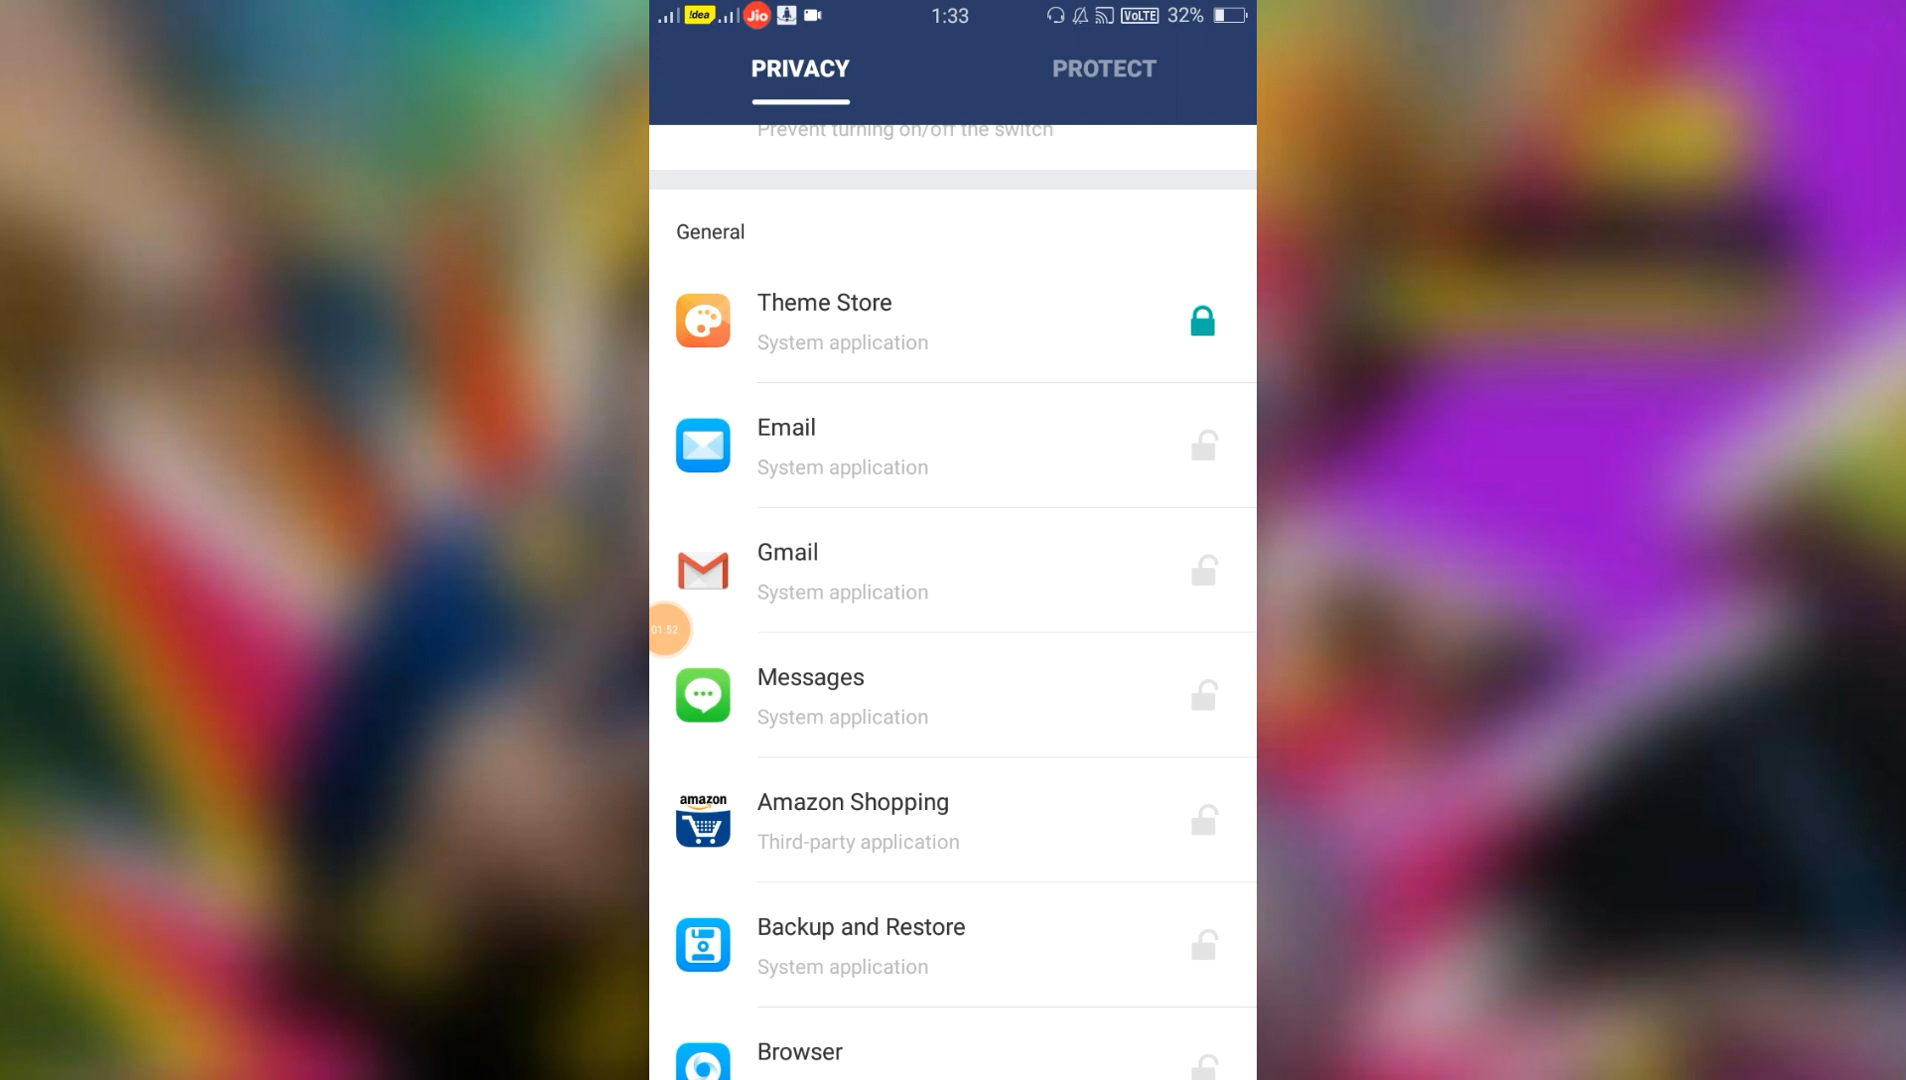 !dea Jio 1:33 VoLTE 32%
PRIVACY PROTECT
Prevent turning on/off the switch
General
Theme Store
System application
Email
System application
Gmail
System application
01:52
Messages
System application
amazon
Amazon Shopping
Third-party application
Backup and Restore
System application
Browser